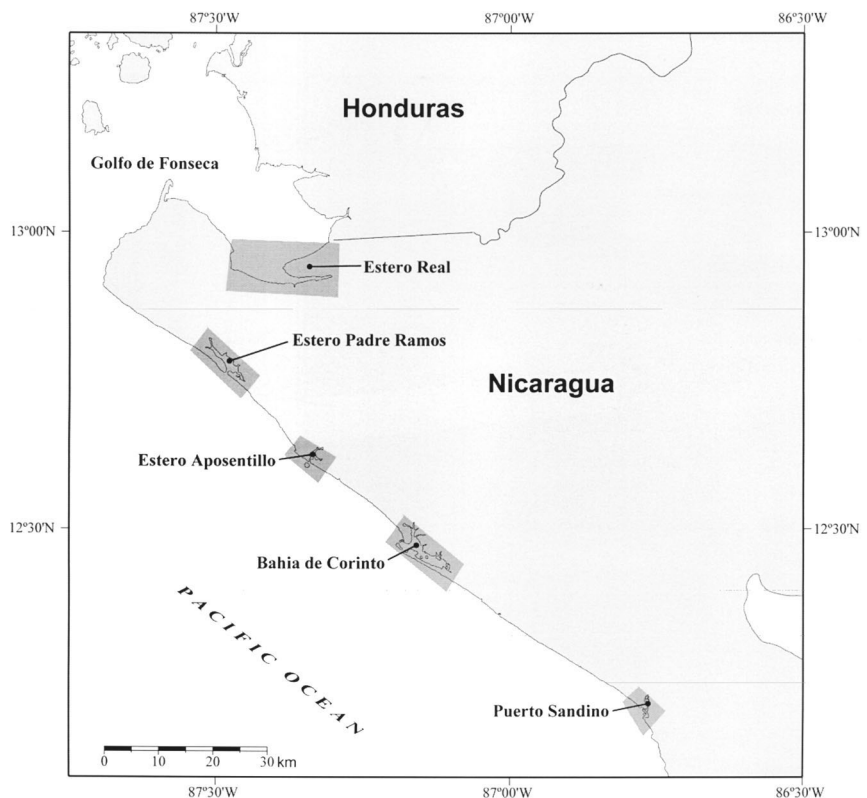 87°30'W 87°00'W 86°30'W
Honduras
Golfo de Fonseca
13°00'N 13°00'N
Estero Real
Estero Padre Ramos
Nicaragua
Estero Aposentillo
12°30'N 12°30'N
Bahia de Corinto
PACIFIC OCEAN
Puerto Sandino
0 10 20 30 km
87°30'W 87°00'W 86°30'W